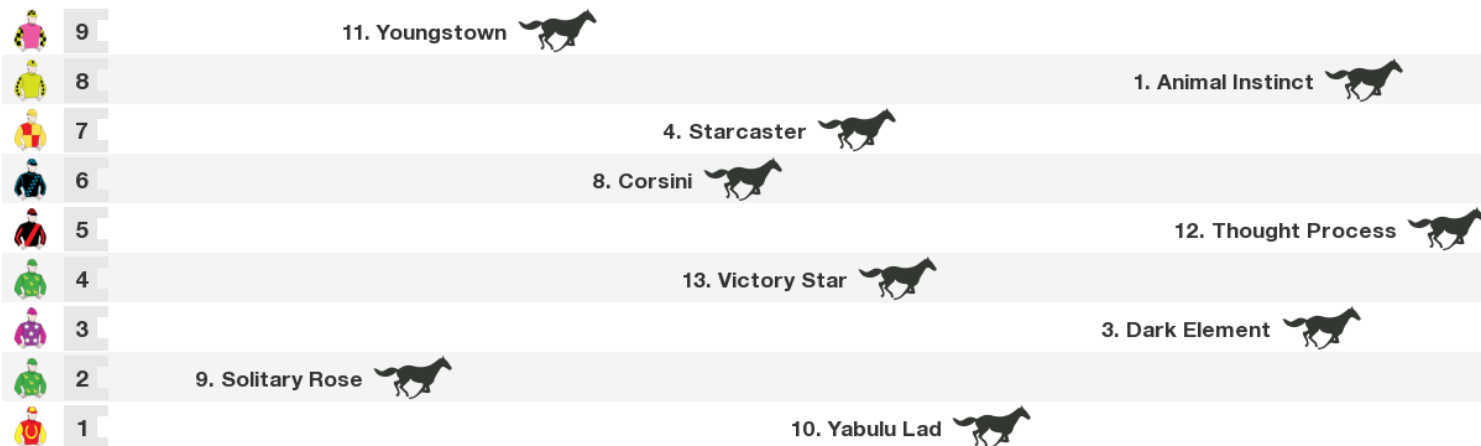 9 11. Youngstown
8 1. Animal Instinct
7 4. Starcaster
6 8. Corsini
5 12. Thought Process
4 13. Victory Star
3 3. Dark Element
2 9. Solitary Rose
1 10. Yabulu Lad